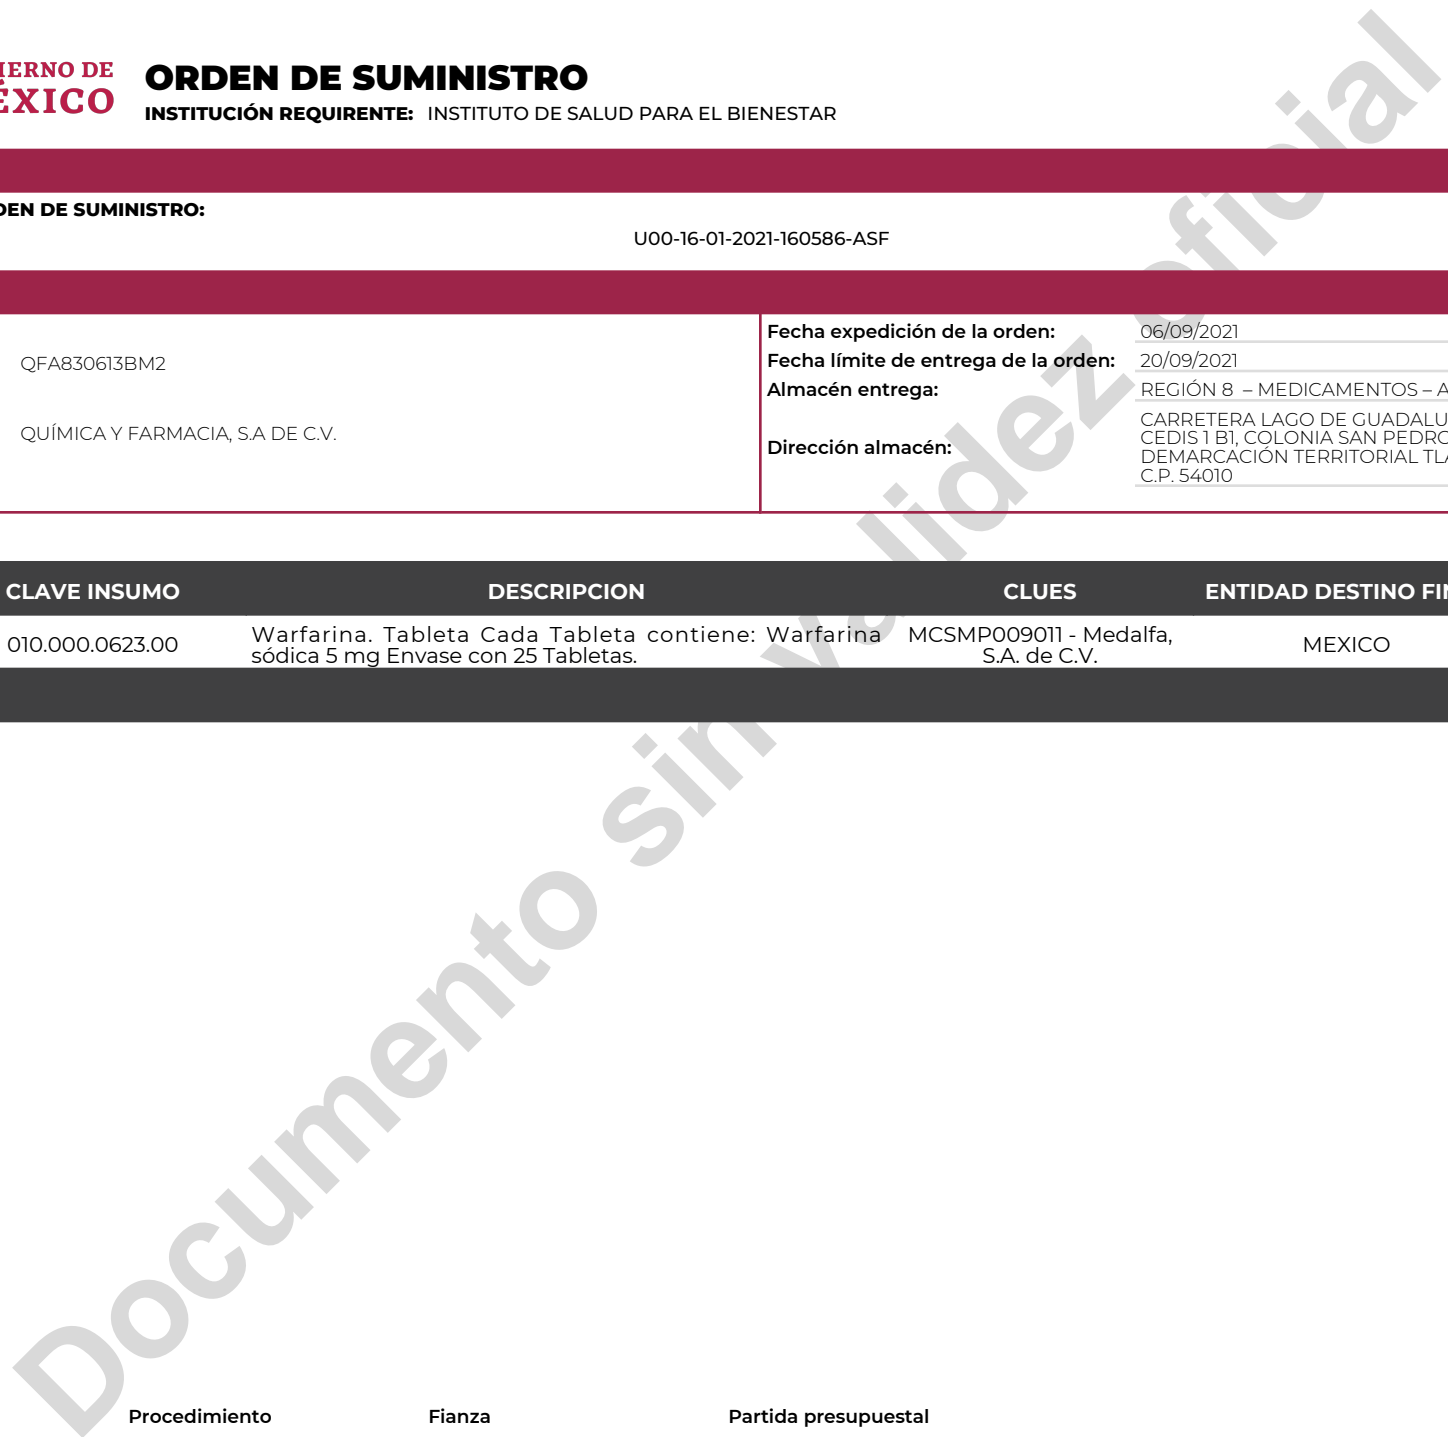 ORDEN DE SUMINISTRO
INSTITUCIÓN REQUIRENTE: INSTITUTO DE SALUD PARA EL BIENESTAR
DE
XICO
DE SUMINISTRO:
U00-16-01-2021-160586-ASF
QFA830613BM2
QUÍMICA Y FARMACIA, S.A DE C.V.
Fecha expedición de la orden: 06/09/2021
Fecha límite de entrega de la orden: 20/09/2021
Almacén entrega: REGIÓN 8 – MEDICAMENTOS – A
Dirección almacén: CARRETERA LAGO DE GUADALU
CEDIS 1 B1, COLONIA SAN PEDRO
DEMARCACIÓN TERRITORIAL TLA
C.P. 54010
CLAVE INSUMO DESCRIPCION CLUES ENTIDAD DESTINO FIN
010.000.0623.00
Warfarina. Tableta Cada Tableta contiene: Warfarina
sódica 5 mg Envase con 25 Tabletas.
MCSMP009011 - Medalfa,
S.A. de C.V.
MEXICO
Documento sin validez oficial
Procedimiento Fianza Partida presupuestal